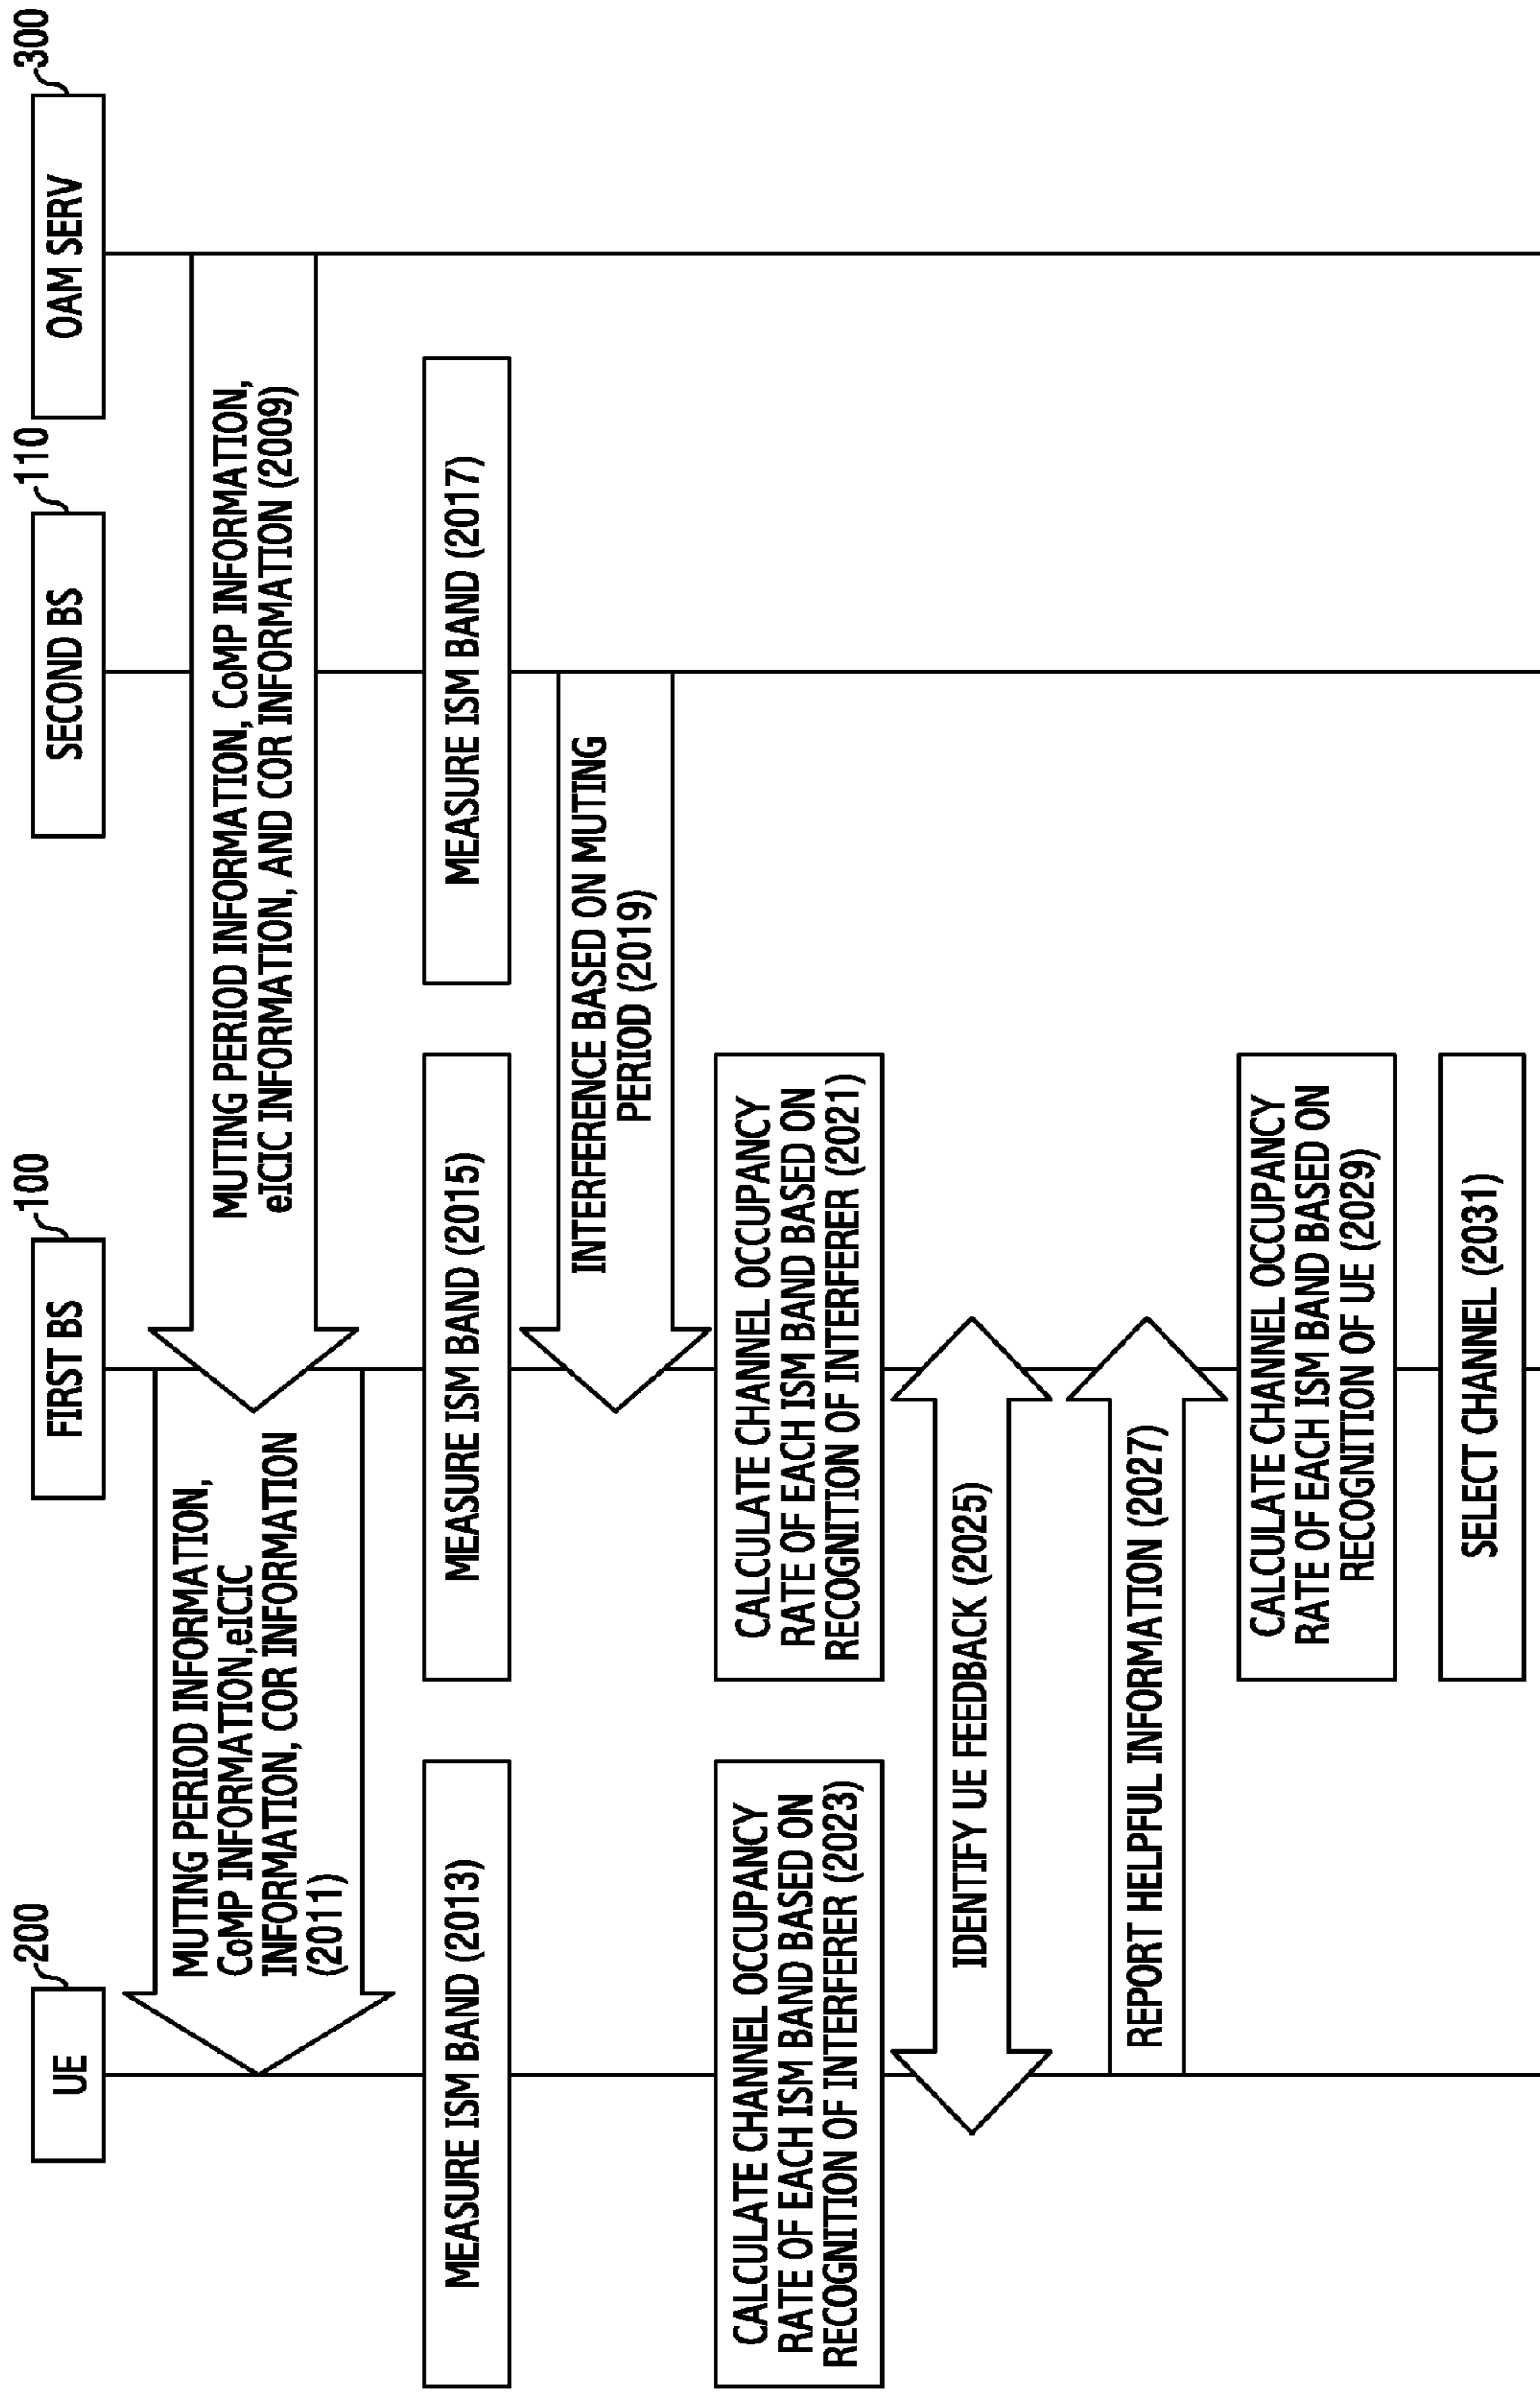 UE
200
FIRST BS
100
SECOND BS
110
OAM SERV
300
MUTING PERIOD INFORMATION, CoMP INFORMATION,
eICIC INFORMATION, AND COR INFORMATION (2009)
MUTING PERIOD INFORMATION,
CoMP INFORMATION,eICIC
INFORMATION, COR INFORMATION
(2011)
MEASURE ISM BAND (2013)
MEASURE ISM BAND (2015)
MEASURE ISM BAND (2017)
INTERFERENCE BASED ON MUTING
PERIOD (2019)
CALCULATE CHANNEL OCCUPANCY
RATE OF EACH ISM BAND BASED ON
RECOGNITION OF INTERFERER (2023)
CALCULATE CHANNEL OCCUPANCY
RATE OF EACH ISM BAND BASED ON
RECOGNITION OF INTERFERER (2021)
IDENTIFY UE FEEDBACK (2025)
REPORT HELPFUL INFORMATION (2027)
CALCULATE CHANNEL OCCUPANCY
RATE OF EACH ISM BAND BASED ON
RECOGNITION OF UE (2029)
SELECT CHANNEL (2031)